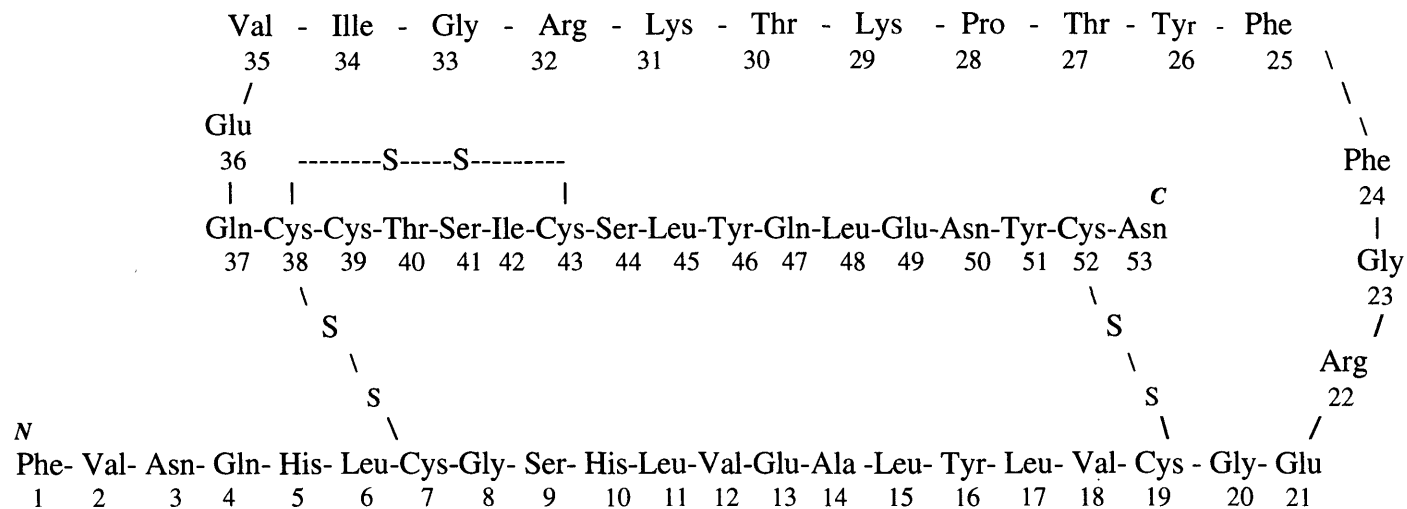 Val - Ille - Gly - Arg - Lys - Thr - Lys - Pro - Thr - Tyr - Phe
35 34 33 32 31 30 29 28 27 26 25
Glu
36 --------S-----S--------- Phe
C 24
Gln-Cys-Cys-Thr-Ser-Ile-Cys-Ser-Leu-Tyr-Gln-Leu-Glu-Asn-Tyr-Cys-Asn
37 38 39 40 41 42 43 44 45 46 47 48 49 50 51 52 53
Gly
23
S S
Arg
22
S S
N
Phe- Val- Asn- Gln- His- Leu-Cys-Gly- Ser- His-Leu-Val-Glu-Ala -Leu- Tyr- Leu- Val- Cys - Gly- Glu
1 2 3 4 5 6 7 8 9 10 11 12 13 14 15 16 17 18 19 20 21